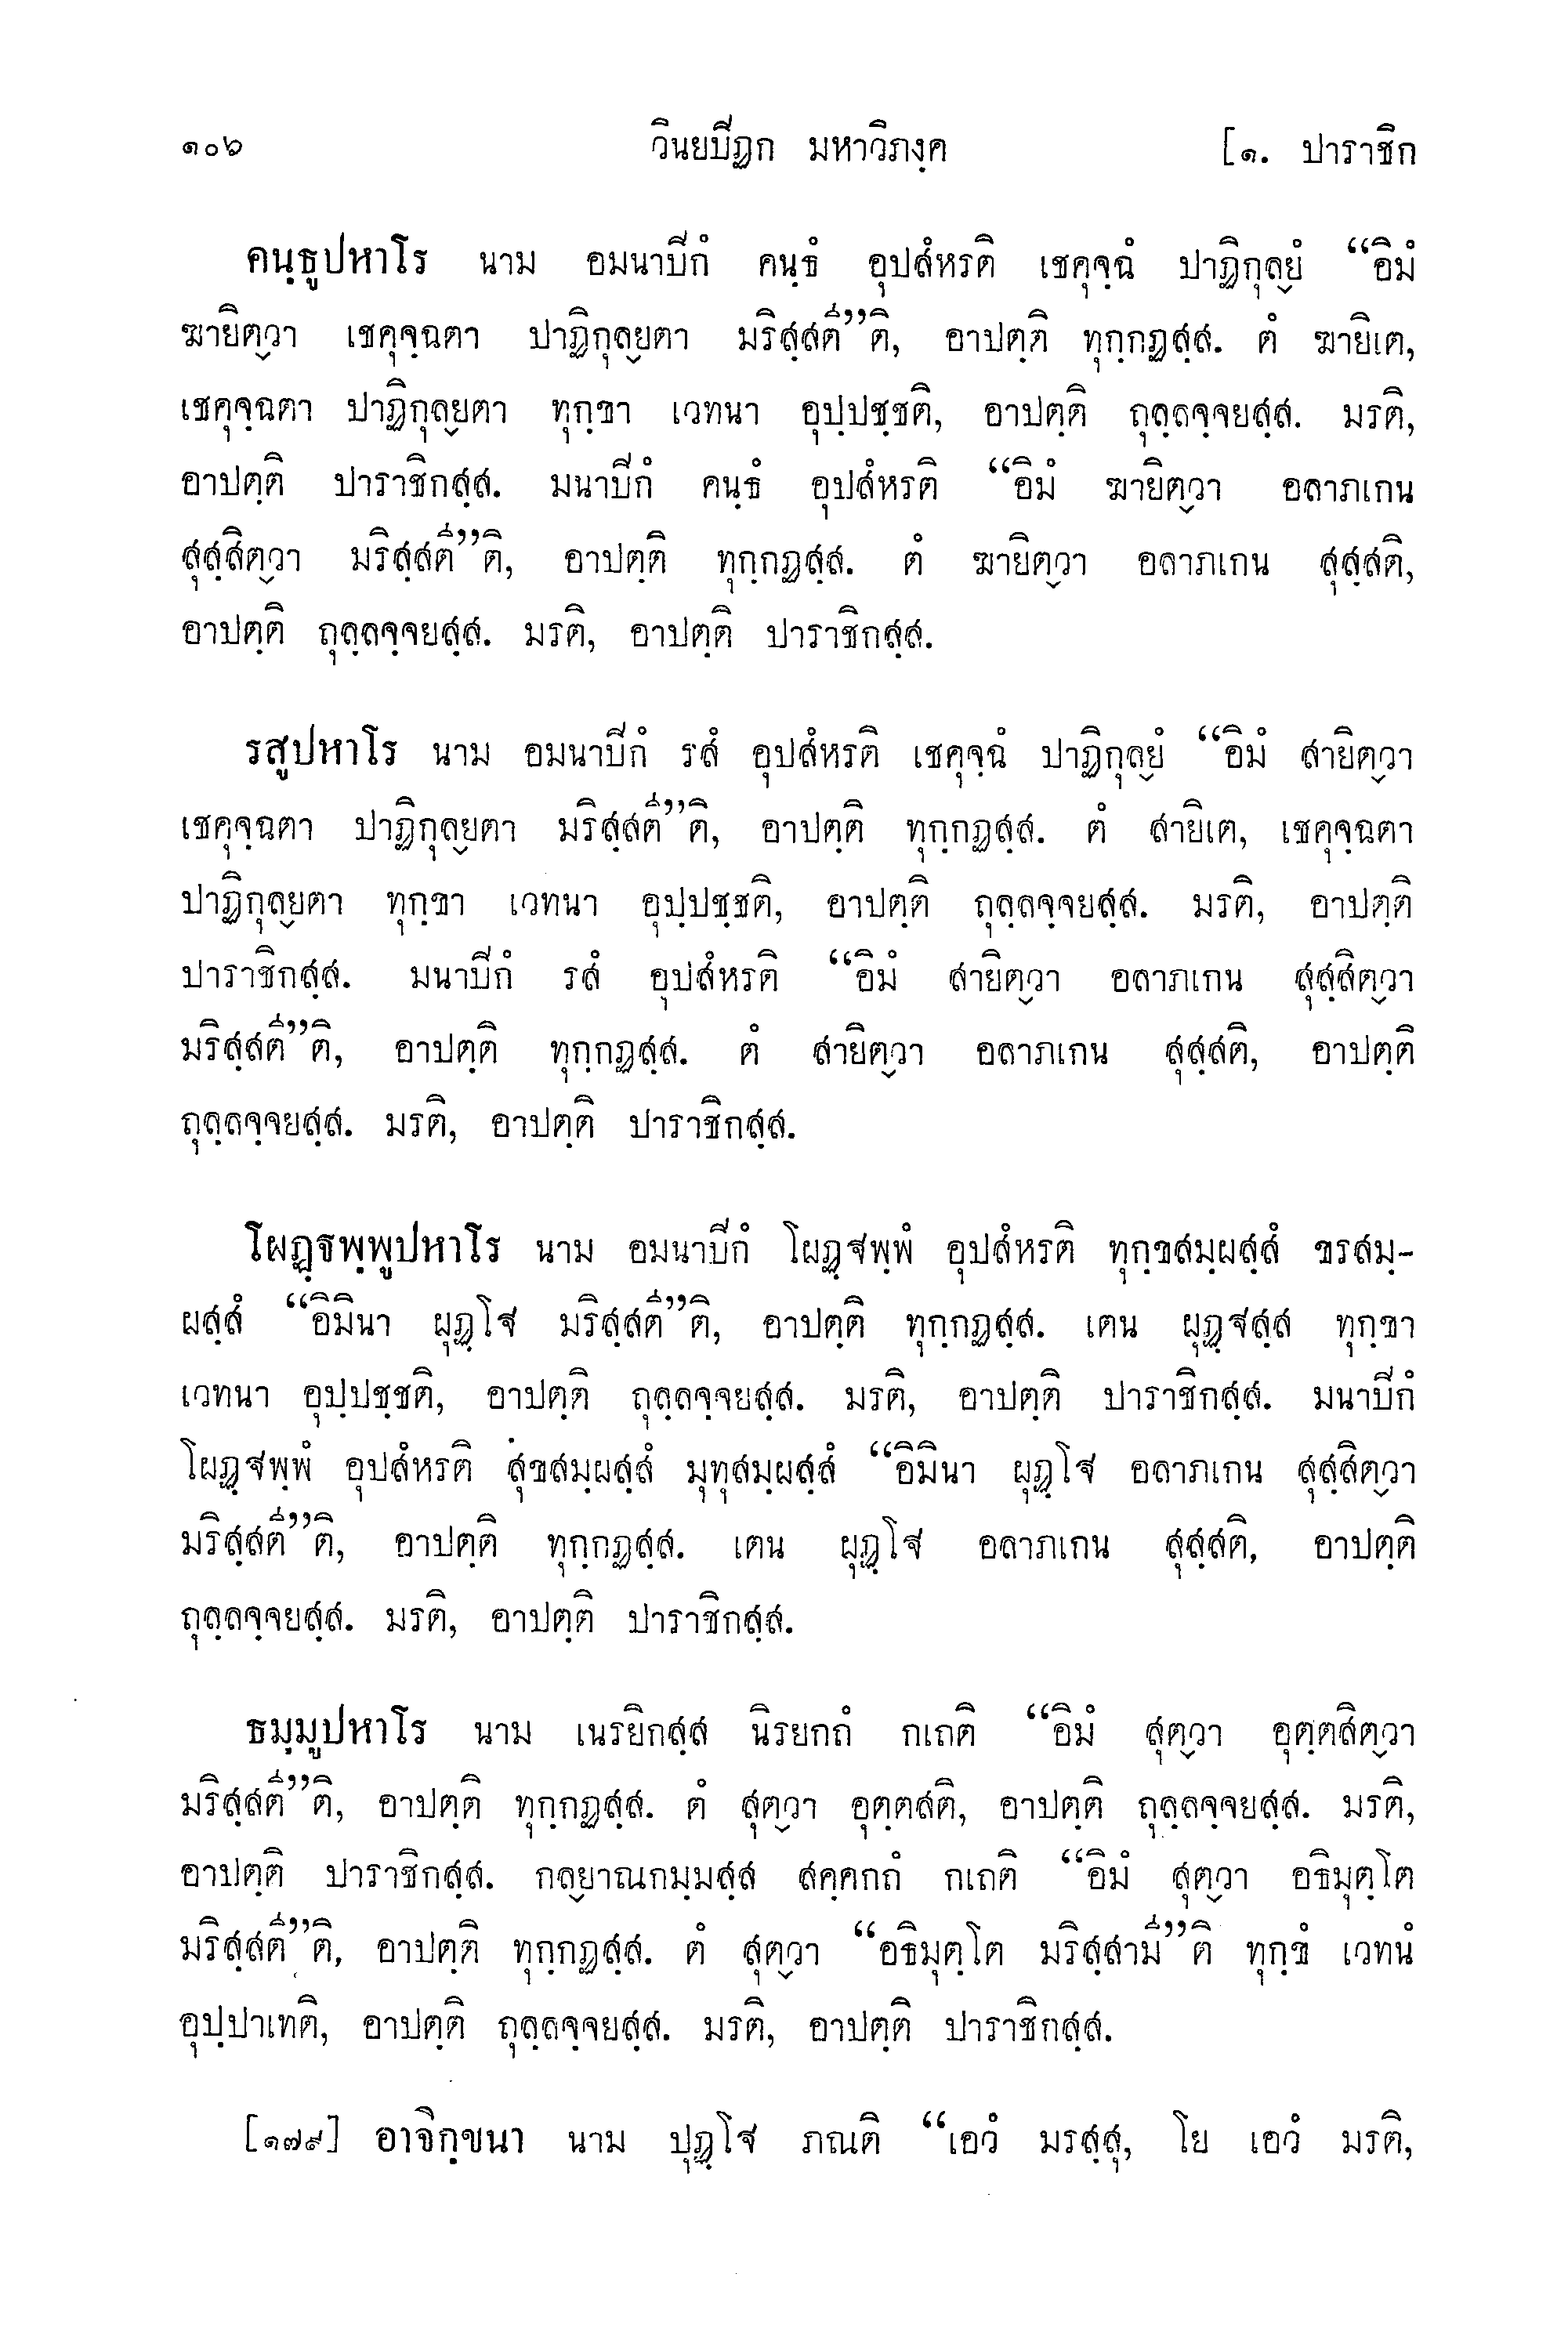 ๑๐๖ วินยปิฏก มหาวิภงฺค [๑. ปาราชิก
คนฺธูปหาโร นาม อมนาปิกํ คนฺธํ อุปสํหรติ เชคุจฺฉํ ปาฏิกุลฺยํ “อิมํ
ฆายิตฺวา เชคุจฺฉตา ปาฏิกุลฺยตา มริสฺสตี”ติ, อาปตฺติ ทุกฺกฏสฺส. ตํ ฆายิเต,
เชคุจฺฉตา ปาฏิกุลฺยตา ทุกฺขา เวทนา อุปฺปชฺชติ, อาปตฺติ ถุลฺลจฺจยสฺส. มรติ,
อาปตฺติ ปาราชิกสฺส. มนาปิกํ คนฺธํ อุปสํหรติ “อิมํ ฆายิตฺวา อลาภเกน
สุสฺสิตฺวา มริสฺสตี”ติ, อาปตฺติ ทุกฺกฏสฺส. ตํ ฆายิตฺวา อลาภเกน สุสฺสติ,
อาปตฺติ ถุลฺลจฺจยสฺส. มรติ, อาปตฺติ ปาราชิกสฺส.
รสูปหาโร นาม อมนาปิกํ รสํ อุปสํหรติ เชคุจฺฉํ ปาฏิกุลฺยํ “อิมํ สายิตฺวา
เชคุจฺฉตา ปาฏิกุลฺยตา มริสฺสตี”ติ, อาปตฺติ ทุกฺกฏสฺส. ตํ สายิเต, เชคุจฺฉตา
ปาฏิกุลฺยตา ทุกฺขา เวทนา อุปฺปชฺชติ, อาปตฺติ ถุลฺลจฺจยสฺส. มรติ, อาปตฺติ
ปาราชิกสฺส. มนาปิกํ รสํ อุปสํหรติ “อิมํ สายิตฺวา อลาภเกน สุสฺสิตฺวา
มริสฺสตี”ติ, อาปตฺติ ทุกฺกฏสฺส. ตํ สายิตฺวา อลาภเกน สุสฺสติ, อาปตฺติ
ถุลฺลจฺจยสฺส. มรติ, อาปตฺติ ปาราชิกสฺส.
โผฏฺฐพฺพูปหาโร นาม อมนาปิกํ โผฏฺฐพฺพํ อุปสํหรติ ทุกฺขสมฺผสฺสํ ขรสมฺ-
ผสฺสํ “อิมินา ผุฏฺโฐ มริสฺสตี”ติ, อาปตฺติ ทุกฺกฏสฺส. เตน ผุฏฺฐสฺส ทุกฺขา
เวทนา อุปฺปชฺชติ, อาปตฺติ ถุลฺลจฺจยสฺส. มรติ, อาปตฺติ ปาราชิกสฺส. มนาปิกํ
โผฏฺฐพฺพํ อุปสํหรติ สุขสมฺผสฺสํ มุทุสมฺผสฺสํ “อิมินา ผุฏฺโฐ อลาภเกน สุสฺสิตฺวา
มริสฺสตี”ติ, อาปตฺติ ทุกฺกฏสฺส. เตน ผุฏฺโฐ อลาภเกน สุสฺสติ, อาปตฺติ
ถุลฺลจฺจยสฺส. มรติ, อาปตฺติ ปาราชิกสฺส.
ธมฺมูปหาโร นาม เนรยิกสฺส นิรยกถํ กเถติ “อิมํ สุตฺวา อุตฺตสิตฺวา
มริสฺสตี”ติ, อาปตฺติ ทุกฺกฏสฺส. ตํ สุตฺวา อุตฺตสติ, อาปตฺติ ถุลฺลจฺจยสฺส. มรติ,
อาปตฺติ ปาราชิกสฺส. กลฺยาณกมฺมสฺส สคฺคกถํ กเถติ “อิมํ สุตฺวา อธิมุตฺโต
มริสฺสตี”ติ, อาปตฺติ ทุกฺกฏสฺส. ตํ สุตฺวา “อธิมุตฺโต มริสฺสามี”ติ ทุกฺขํ เวทนํ
อุปฺปาเทติ, อาปตฺติ ถุลฺลจฺจยสฺส. มรติ, อาปตฺติ ปาราชิกสฺส.
[๑๗๙] อาจิกฺขนา นาม ปุฏฺโฐ ภณติ “เอวํ มรสฺสุ, โย เอวํ มรติ,